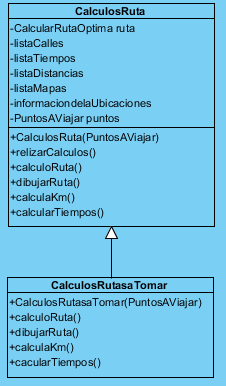 CalculosRuta
-CalcularRutaOptima ruta
-listaCalles
-listaTiempos
-listaDistancias
-listaMapas
-informaciondelaUbicaciones
-PuntosAViajar puntos
+CalculosRuta(PuntosAViajar)
+relizarCalculos()
+calculoRuta()
+dibujarRuta()
+calculaKm()
+calcularTiempos()
CalculosRutasaTomar
+CalculosRutasaTomar(PuntosAViajar)
+calculoRuta()
+dibujarRuta()
+calculaKm()
+cacularTiempos()